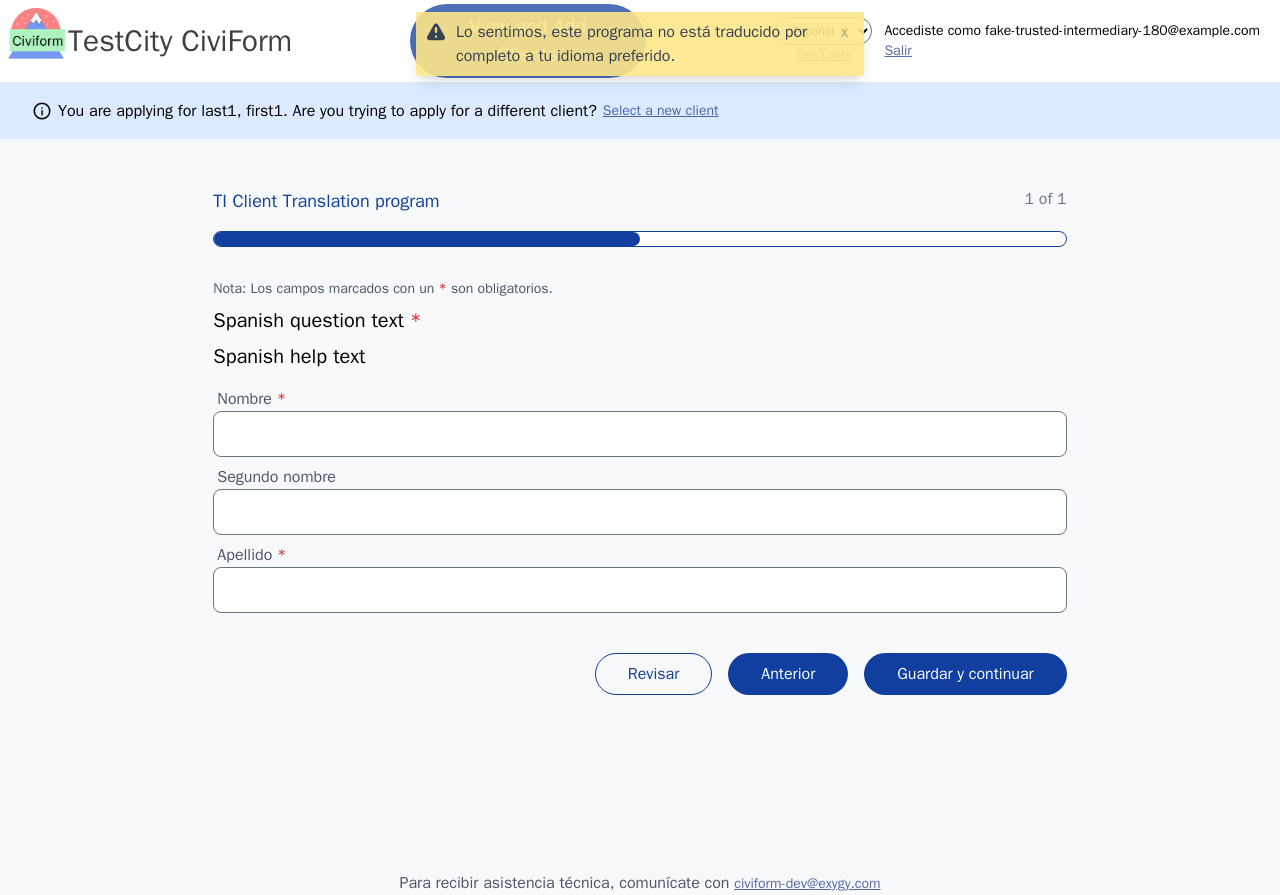 Civiform
TestCity CiviForm
View and Add
Lo sentimos, este programa no está traducido por
completo a tu idioma preferido.
x
Español
DevTools
Accediste como fake-trusted-intermediary-180@example.com
Salir
You are applying for last1, first1. Are you trying to apply for a different client? Select a new client
TI Client Translation program
1 of 1
Nota: Los campos marcados con un * son obligatorios.
Spanish question text *
Spanish help text
Nombre *
Segundo nombre
Apellido *
Revisar
Anterior
Guardar y continuar
Para recibir asistencia técnica, comunícate con civiform-dev@exygy.com